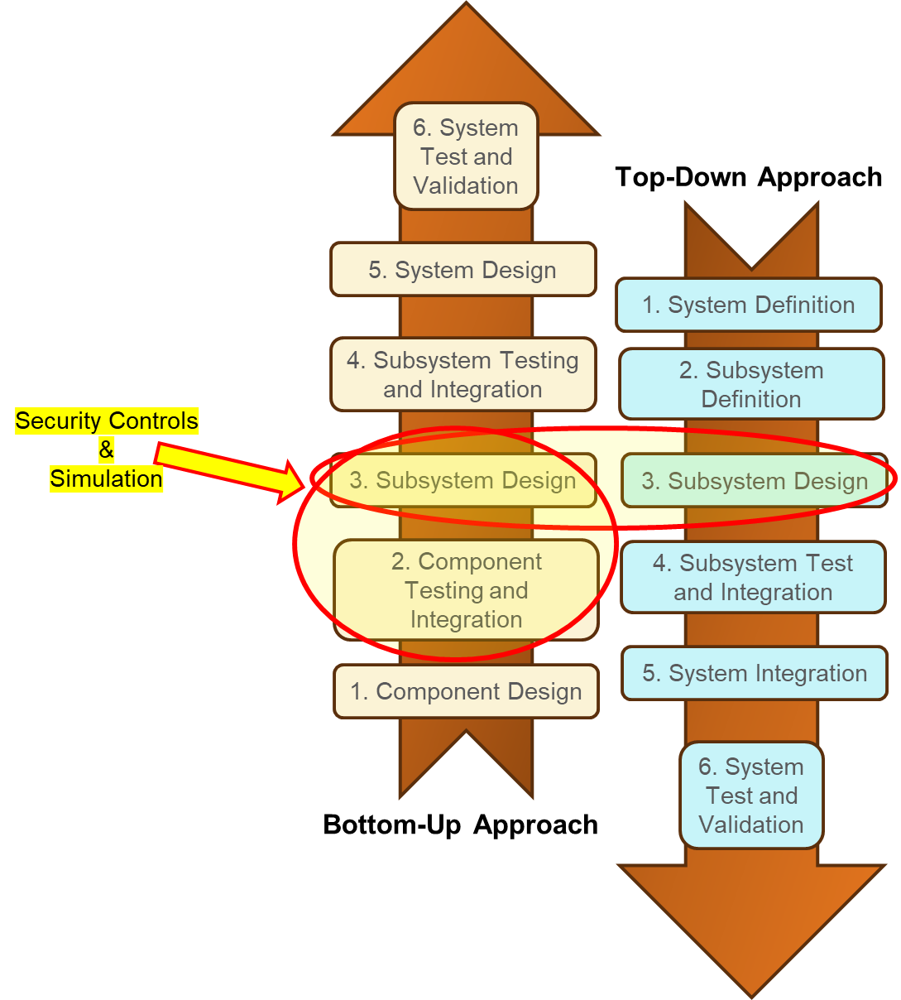 6. System
Test and
Validation
5. System Design
4. Subsystem Testing
and Integration
3. Subsystem Design
2. Component
Testing and
Integration
1. Component Design
Bottom-Up Approach
Security Controls
&
Simulation
Top-Down Approach
1. System Definition
2. Subsystem
Definition
3. Subsystem Design
4. Subsystem Test
and Integration
5. System Integration
6. System
Test and
Validation